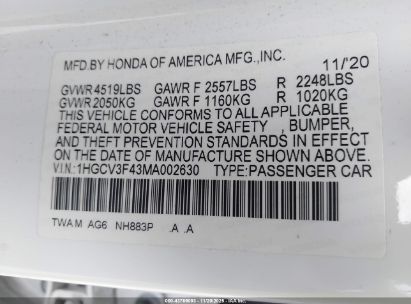 MFD.BY HONDA OF AMERICA MFG.,INC. 11/'20
GVWR 4519LBS GAWR F 2557LBS R 2248LBS
GVWR 2050KG GAWR F 1160KG R 1020KG
THIS VEHICLE CONFORMS TO ALL APPLICABLE
FEDERAL MOTOR VEHICLE SAFETY , BUMPER,
AND THEFT PREVENTION STANDARDS IN EFFECT
ON THE DATE OF MANUFACTURE SHOWN ABOVE.
VIN:1HGCV3F43MA002630 TYPE:PASSENGER CAR
TWA M AG6 NH883P .A .A